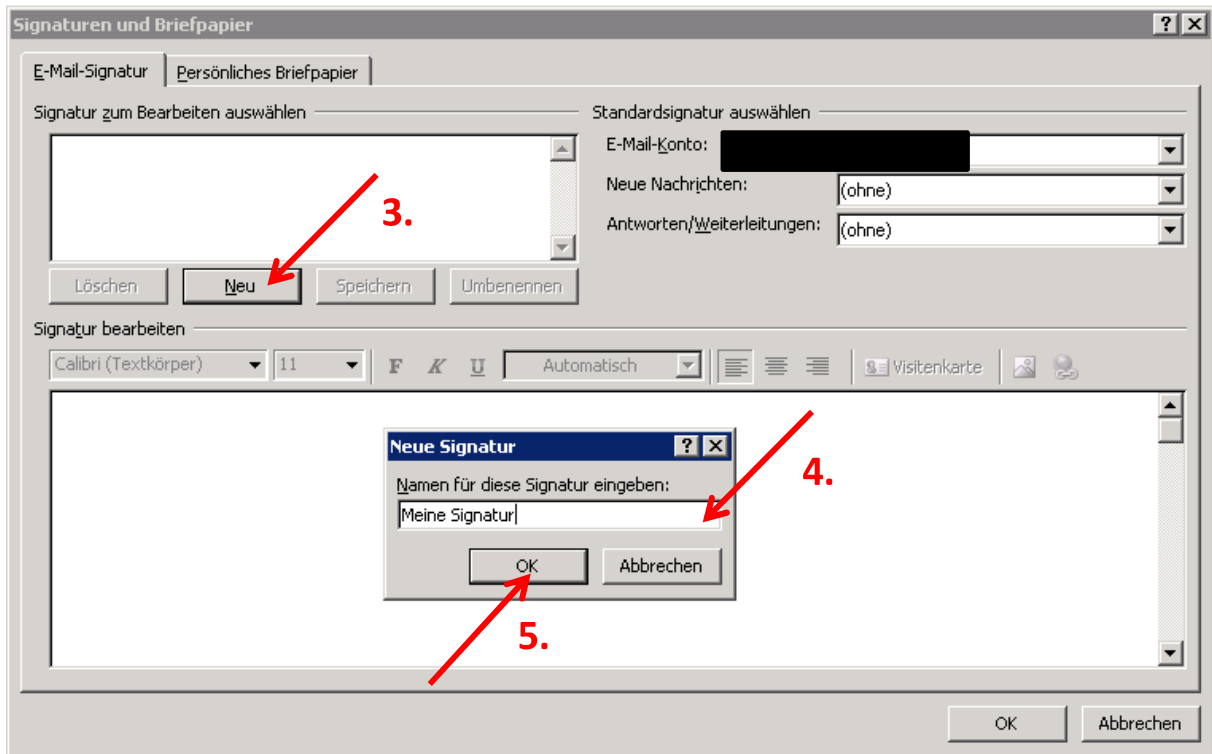 Signaturen und Briefpapier
E-Mail-Signatur
Persönliches Briefpapier
Signatur zum Bearbeiten auswählen
Standardsignatur auswählen
E-Mail-Konto:
Neue Nachrichten:
(ohne)
Antworten/Weiterleitungen:
(ohne)
3.
Löschen
Neu
Speichern
Umbenennen
Signatur bearbeiten
Calibri (Textkörper)
11
F
K
U
Automatisch
Visitenkarte
Neue Signatur
Namen für diese Signatur eingeben:
Meine Signatur
4.
OK
Abbrechen
5.
OK
Abbrechen